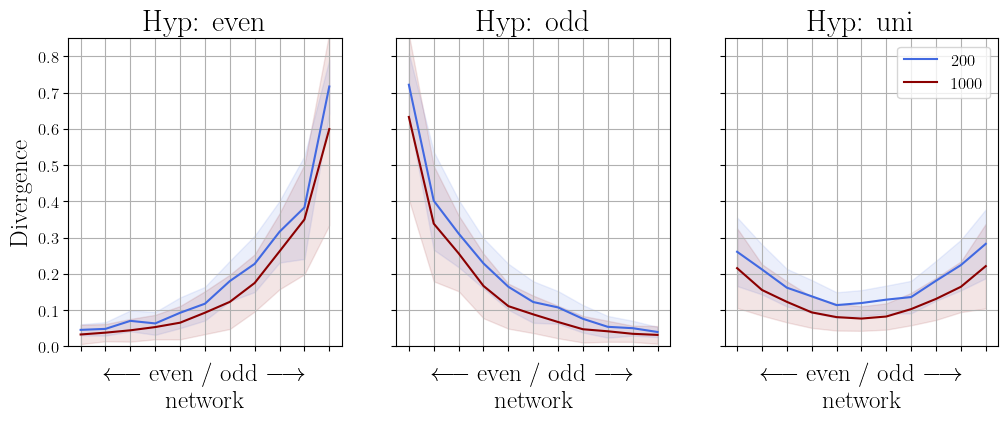 Hyp: even
Hyp: odd
Hyp: uni
Divergence
0.8
0.7
0.6
0.5
0.4
0.3
0.2
0.1
0.0
200
1000
⟵ even / odd ⟶
network
⟵ even / odd ⟶
network
⟵ even / odd ⟶
network